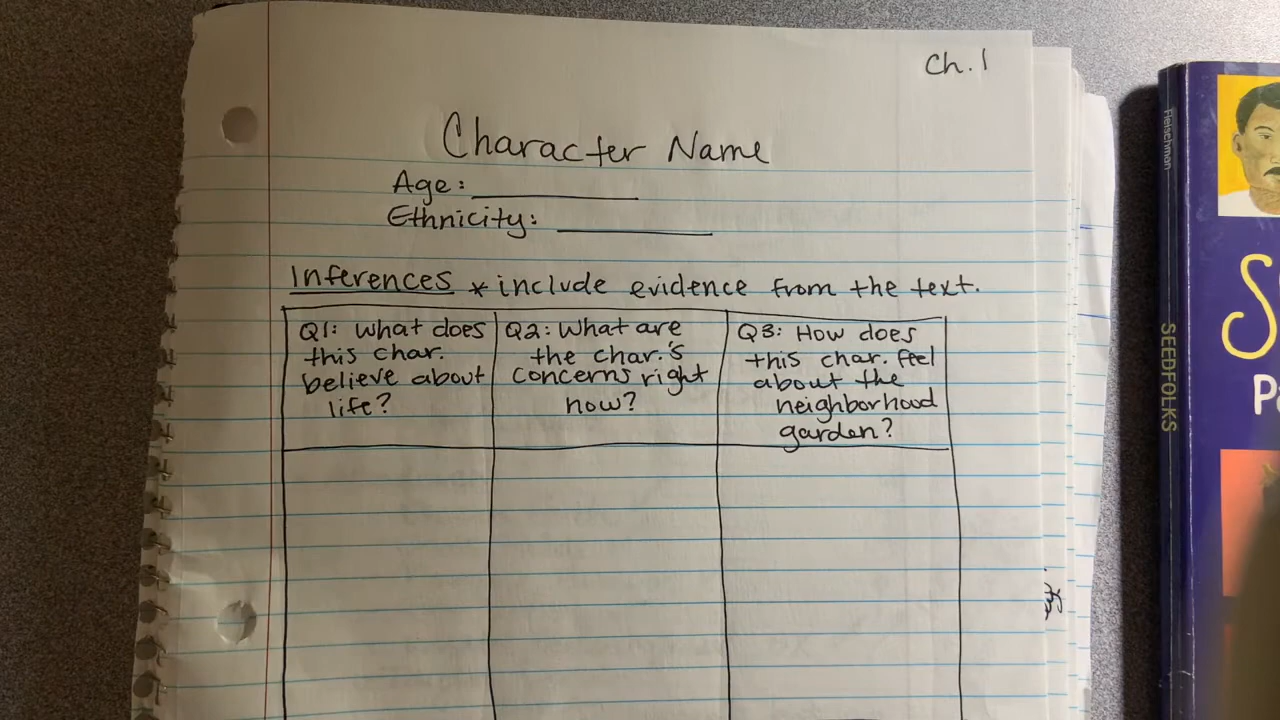 Ch. 1
Character Name
Age:
Ethnicity:
Inferences * include evidence from the text.
Q1: What does
this char.
believe about
life?
Q2: What are
the char.'s
concerns right
now?
Q3: How does
this char. feel
about the
neighborhood
garden?
Fleischman
SEEDFOLKS
S
P